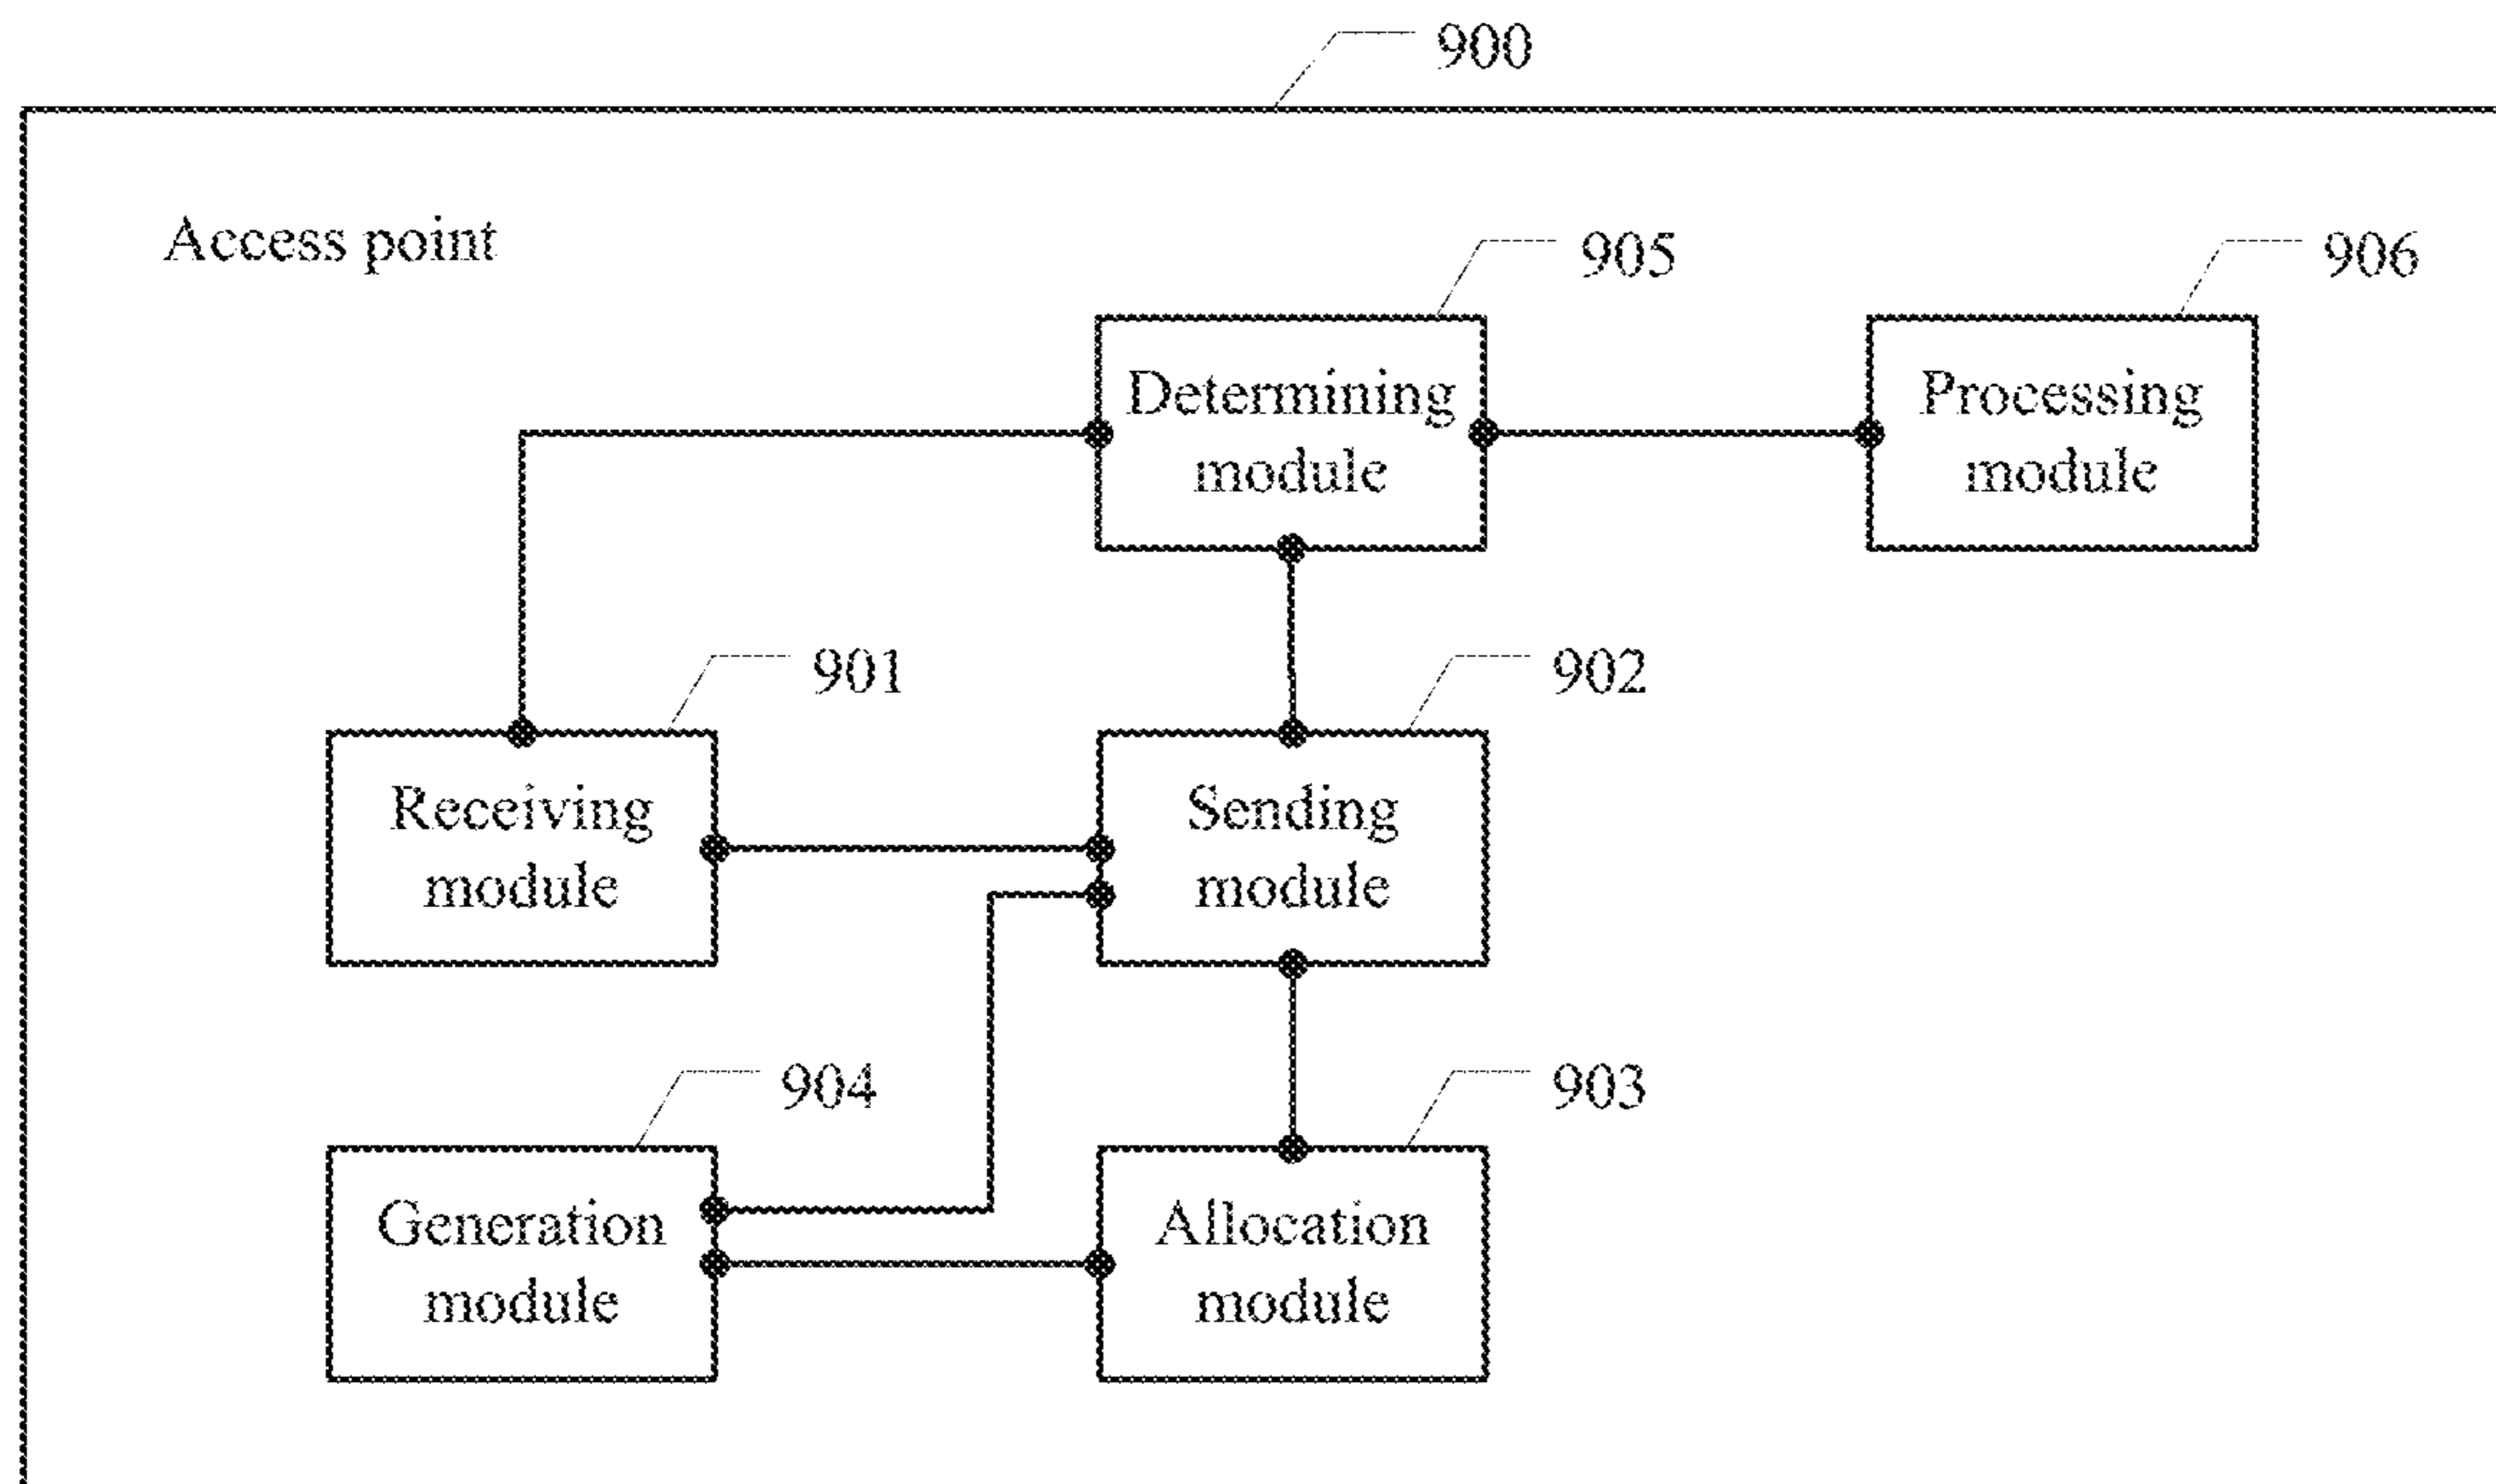 900
Access point
905
906
Determining
module
Processing
module
901
902
Receiving
module
Sending
module
904
903
Generation
module
Allocation
module